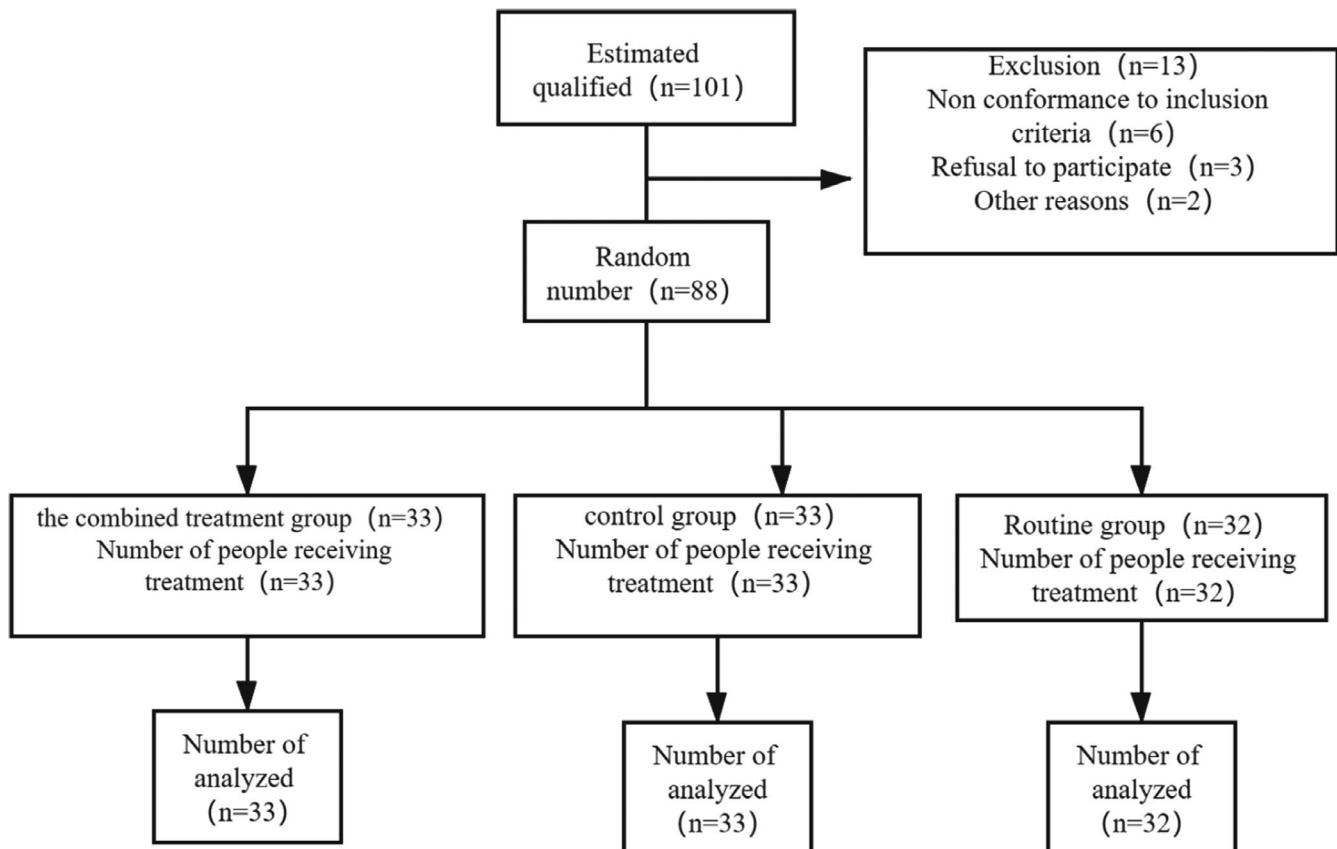 Estimated
qualified (n=101)
Exclusion (n=13)
Non conformance to inclusion
criteria (n=6)
Refusal to participate (n=3)
Other reasons (n=2)
Random
number (n=88)
the combined treatment group (n=33)
Number of people receiving
treatment (n=33)
control group (n=33)
Number of people receiving
treatment (n=33)
Routine group (n=32)
Number of people receiving
treatment (n=32)
Number of
analyzed
(n=33)
Number of
analyzed
(n=33)
Number of
analyzed
(n=32)